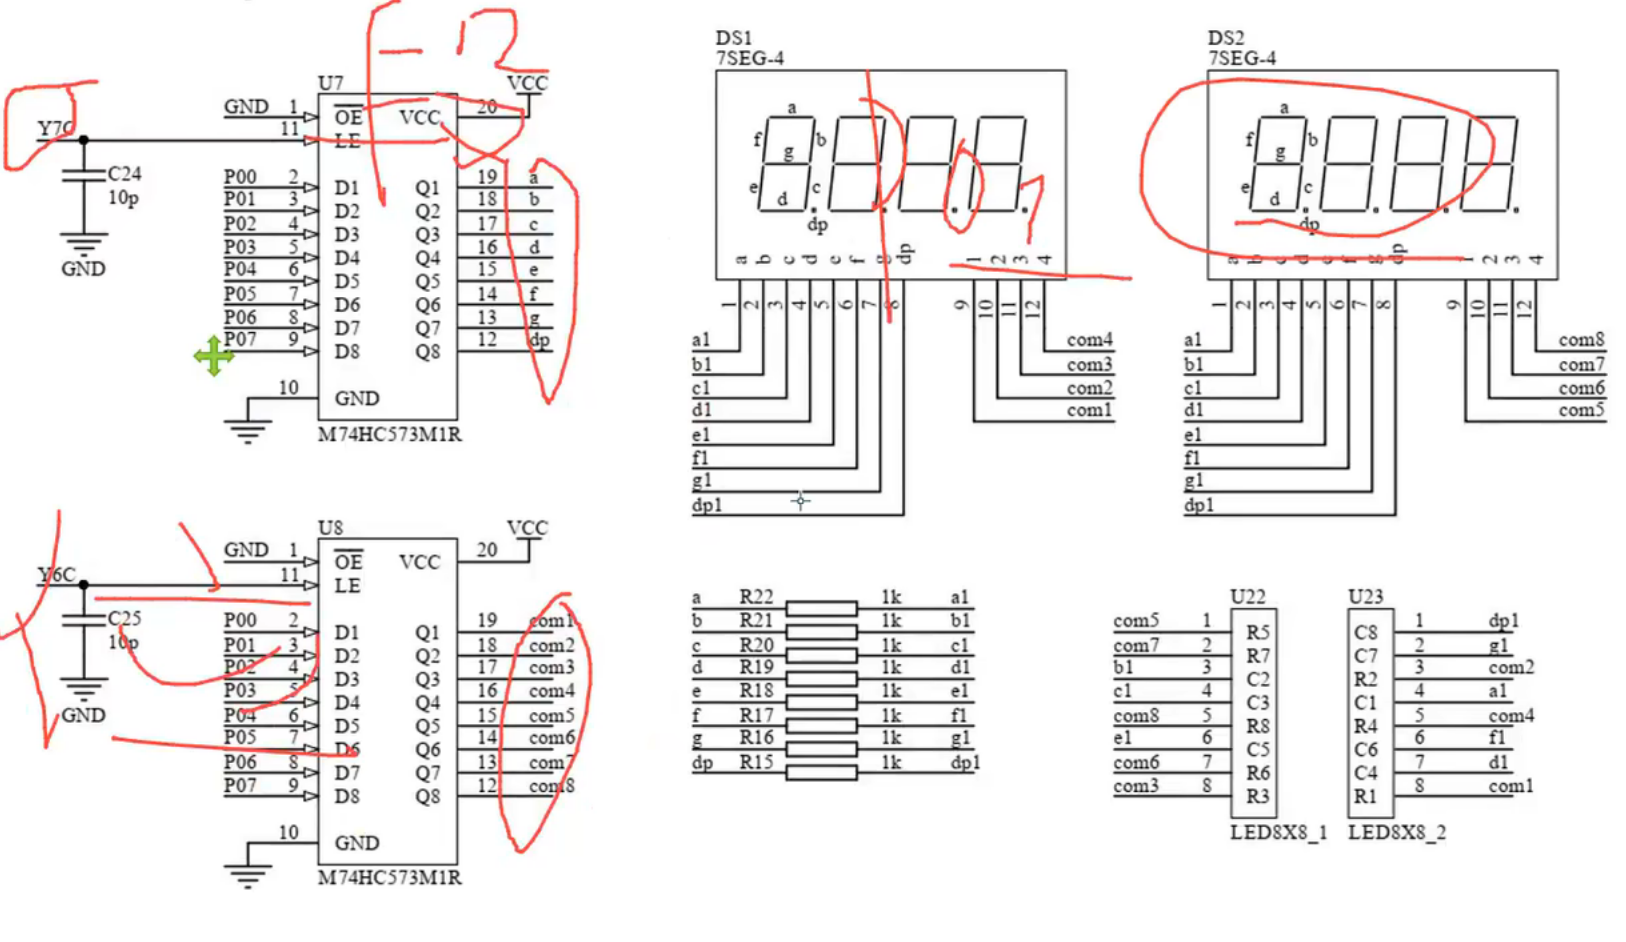 U7
VCC
GND 1 OE VCC 20
Y7C 11 LE
C24
10p
GND
P00 2 D1 Q1 19 a
P01 3 D2 Q2 18 b
P02 4 D3 Q3 17 c
P03 5 D4 Q4 16 d
P04 6 D5 Q5 15 e
P05 7 D6 Q6 14 f
P06 8 D7 Q7 13 g
P07 9 D8 Q8 12 dp
10 GND
M74HC573M1R
DS1
7SEG-4
a
f b
g
e c
d
dp
a b c d e f g dp 1 2 3 4
1 2 3 4 5 6 7 8 9 10 11 12
a1 com4
b1 com3
c1 com2
d1 com1
e1
f1
g1
dp1
DS2
7SEG-4
a
f b
g
e c
d
dp
a b c d e f g dp 1 2 3 4
1 2 3 4 5 6 7 8 9 10 11 12
a1 com8
b1 com7
c1 com6
d1 com5
e1
f1
g1
dp1
U8
VCC
GND 1 OE VCC 20
Y6C 11 LE
C25
10p
GND
P00 2 D1 Q1 19 com1
P01 3 D2 Q2 18 com2
P02 4 D3 Q3 17 com3
P03 5 D4 Q4 16 com4
P04 6 D5 Q5 15 com5
P05 7 D6 Q6 14 com6
P06 8 D7 Q7 13 com7
P07 9 D8 Q8 12 com8
10 GND
M74HC573M1R
a R22 1k a1
b R21 1k b1
c R20 1k c1
d R19 1k d1
e R18 1k e1
f R17 1k f1
g R16 1k g1
dp R15 1k dp1
U22
com5 1 R5
com7 2 R7
b1 3 C2
c1 4 C3
com8 5 R8
e1 6 C5
com6 7 R6
com3 8 R3
LED8X8_1
U23
C8 1 dp1
C7 2 g1
R2 3 com2
C1 4 a1
R4 5 com4
C6 6 f1
C4 7 d1
R1 8 com1
LED8X8_2